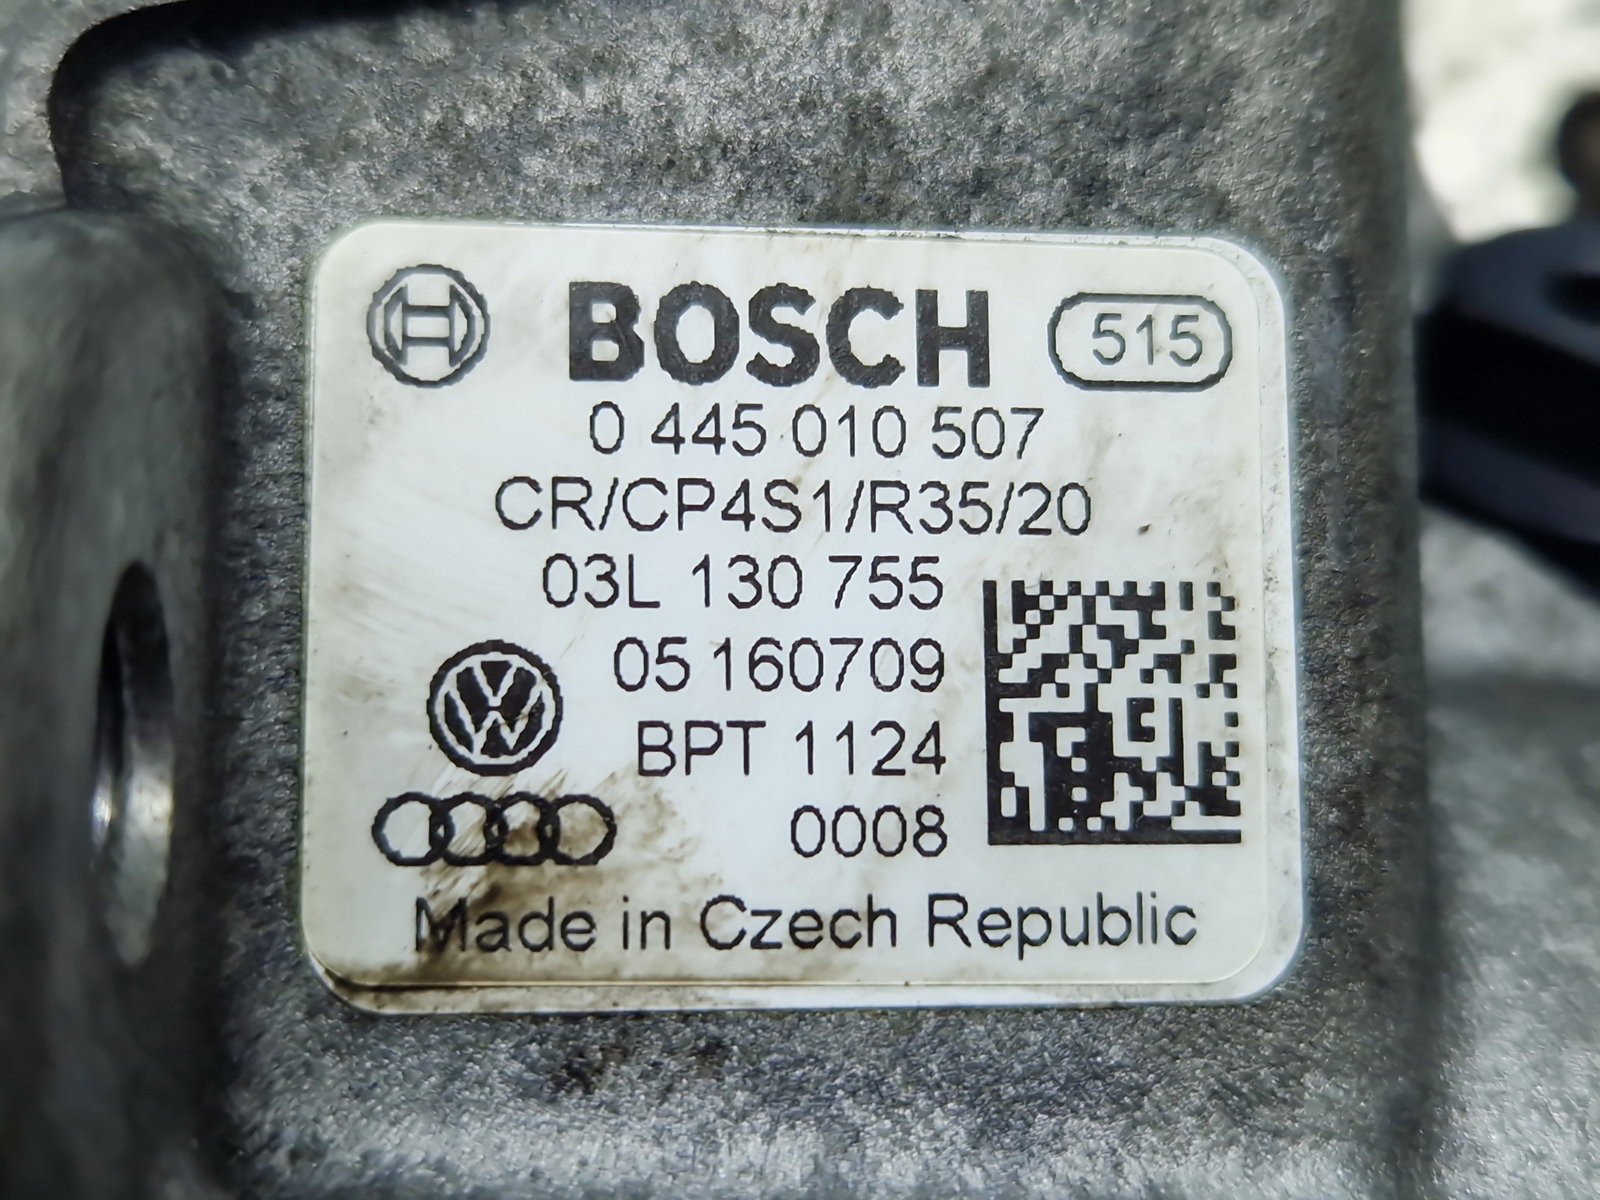 BOSCH 515
0 445 010 507
CR/CP4S1/R35/20
03L 130 755
05 160709
BPT 1124
0008
Made in Czech Republic